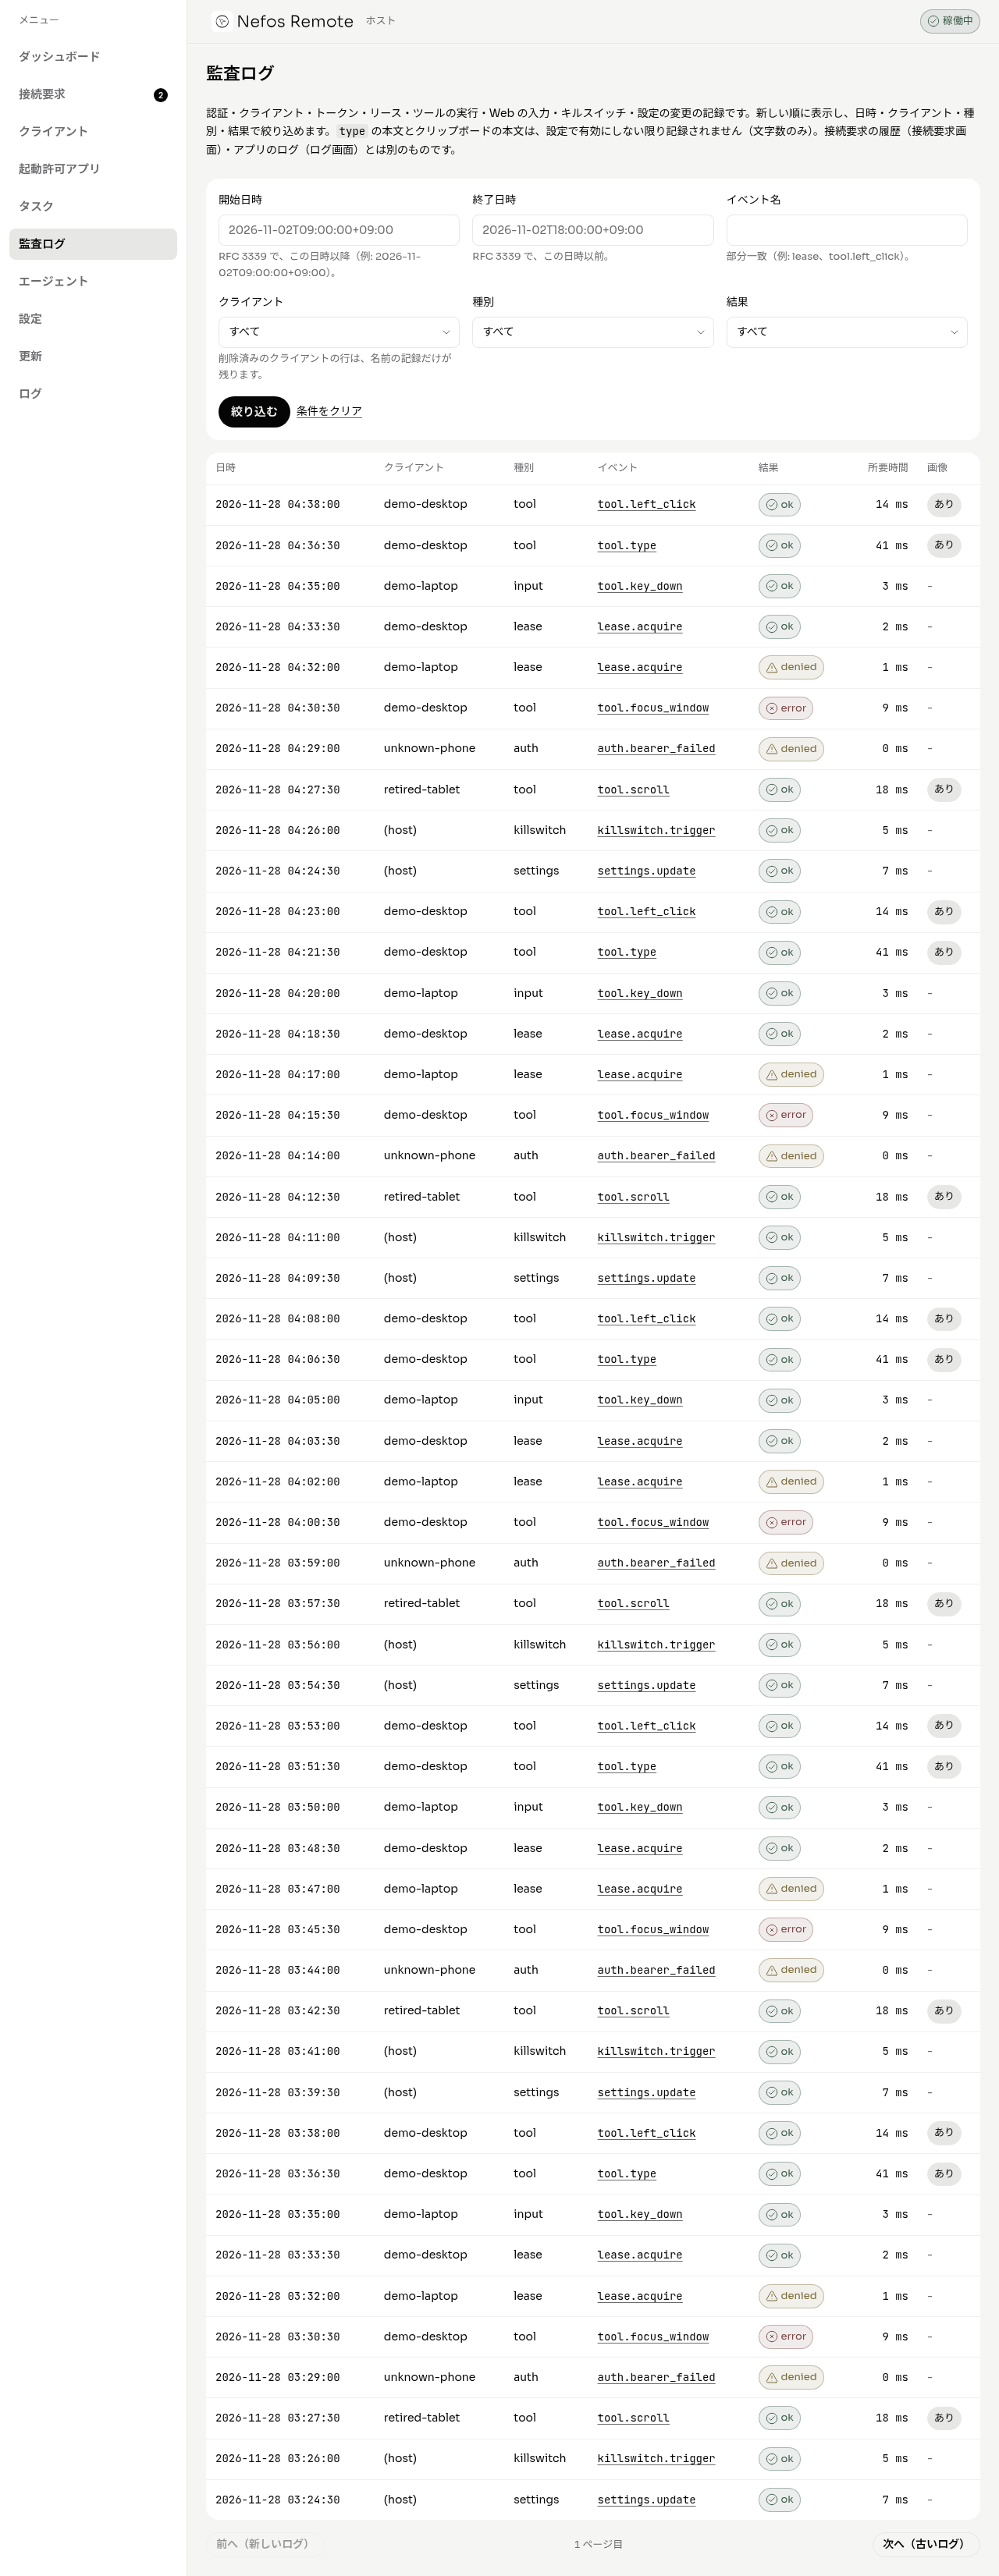 メニュー
ダッシュボード
接続要求 2
クライアント
起動許可アプリ
タスク
監査ログ
エージェント
設定
更新
ログ
Nefos Remote ホスト
稼働中
監査ログ
認証・クライアント・トークン・リース・ツールの実行・Web の入力・キルスイッチ・設定の変更の記録です。新しい順に表示し、日時・クライアント・種
別・結果で絞り込めます。 type の本文とクリップボードの本文は、設定で有効にしない限り記録されません（文字数のみ）。接続要求の履歴（接続要求画
面）・アプリのログ（ログ画面）とは別のものです。
開始日時 終了日時 イベント名
2026-11-02T09:00:00+09:00 2026-11-02T18:00:00+09:00
RFC 3339 で、この日時以降（例: 2026-11- RFC 3339 で、この日時以前。 部分一致（例: lease、tool.left_click）。
02T09:00:00+09:00）。
クライアント 種別 結果
すべて すべて すべて
削除済みのクライアントの行は、名前の記録だけが
残ります。
絞り込む 条件をクリア
日時 クライアント 種別 イベント 結果 所要時間 画像
2026-11-28 04:38:00 demo-desktop tool tool.left_click ok 14 ms あり
2026-11-28 04:36:30 demo-desktop tool tool.type ok 41 ms あり
2026-11-28 04:35:00 demo-laptop input tool.key_down ok 3 ms -
2026-11-28 04:33:30 demo-desktop lease lease.acquire ok 2 ms -
2026-11-28 04:32:00 demo-laptop lease lease.acquire denied 1 ms -
2026-11-28 04:30:30 demo-desktop tool tool.focus_window error 9 ms -
2026-11-28 04:29:00 unknown-phone auth auth.bearer_failed denied 0 ms -
2026-11-28 04:27:30 retired-tablet tool tool.scroll ok 18 ms あり
2026-11-28 04:26:00 (host) killswitch killswitch.trigger ok 5 ms -
2026-11-28 04:24:30 (host) settings settings.update ok 7 ms -
2026-11-28 04:23:00 demo-desktop tool tool.left_click ok 14 ms あり
2026-11-28 04:21:30 demo-desktop tool tool.type ok 41 ms あり
2026-11-28 04:20:00 demo-laptop input tool.key_down ok 3 ms -
2026-11-28 04:18:30 demo-desktop lease lease.acquire ok 2 ms -
2026-11-28 04:17:00 demo-laptop lease lease.acquire denied 1 ms -
2026-11-28 04:15:30 demo-desktop tool tool.focus_window error 9 ms -
2026-11-28 04:14:00 unknown-phone auth auth.bearer_failed denied 0 ms -
2026-11-28 04:12:30 retired-tablet tool tool.scroll ok 18 ms あり
2026-11-28 04:11:00 (host) killswitch killswitch.trigger ok 5 ms -
2026-11-28 04:09:30 (host) settings settings.update ok 7 ms -
2026-11-28 04:08:00 demo-desktop tool tool.left_click ok 14 ms あり
2026-11-28 04:06:30 demo-desktop tool tool.type ok 41 ms あり
2026-11-28 04:05:00 demo-laptop input tool.key_down ok 3 ms -
2026-11-28 04:03:30 demo-desktop lease lease.acquire ok 2 ms -
2026-11-28 04:02:00 demo-laptop lease lease.acquire denied 1 ms -
2026-11-28 04:00:30 demo-desktop tool tool.focus_window error 9 ms -
2026-11-28 03:59:00 unknown-phone auth auth.bearer_failed denied 0 ms -
2026-11-28 03:57:30 retired-tablet tool tool.scroll ok 18 ms あり
2026-11-28 03:56:00 (host) killswitch killswitch.trigger ok 5 ms -
2026-11-28 03:54:30 (host) settings settings.update ok 7 ms -
2026-11-28 03:53:00 demo-desktop tool tool.left_click ok 14 ms あり
2026-11-28 03:51:30 demo-desktop tool tool.type ok 41 ms あり
2026-11-28 03:50:00 demo-laptop input tool.key_down ok 3 ms -
2026-11-28 03:48:30 demo-desktop lease lease.acquire ok 2 ms -
2026-11-28 03:47:00 demo-laptop lease lease.acquire denied 1 ms -
2026-11-28 03:45:30 demo-desktop tool tool.focus_window error 9 ms -
2026-11-28 03:44:00 unknown-phone auth auth.bearer_failed denied 0 ms -
2026-11-28 03:42:30 retired-tablet tool tool.scroll ok 18 ms あり
2026-11-28 03:41:00 (host) killswitch killswitch.trigger ok 5 ms -
2026-11-28 03:39:30 (host) settings settings.update ok 7 ms -
2026-11-28 03:38:00 demo-desktop tool tool.left_click ok 14 ms あり
2026-11-28 03:36:30 demo-desktop tool tool.type ok 41 ms あり
2026-11-28 03:35:00 demo-laptop input tool.key_down ok 3 ms -
2026-11-28 03:33:30 demo-desktop lease lease.acquire ok 2 ms -
2026-11-28 03:32:00 demo-laptop lease lease.acquire denied 1 ms -
2026-11-28 03:30:30 demo-desktop tool tool.focus_window error 9 ms -
2026-11-28 03:29:00 unknown-phone auth auth.bearer_failed denied 0 ms -
2026-11-28 03:27:30 retired-tablet tool tool.scroll ok 18 ms あり
2026-11-28 03:26:00 (host) killswitch killswitch.trigger ok 5 ms -
2026-11-28 03:24:30 (host) settings settings.update ok 7 ms -
前へ（新しいログ） 1 ページ目 次へ（古いログ）